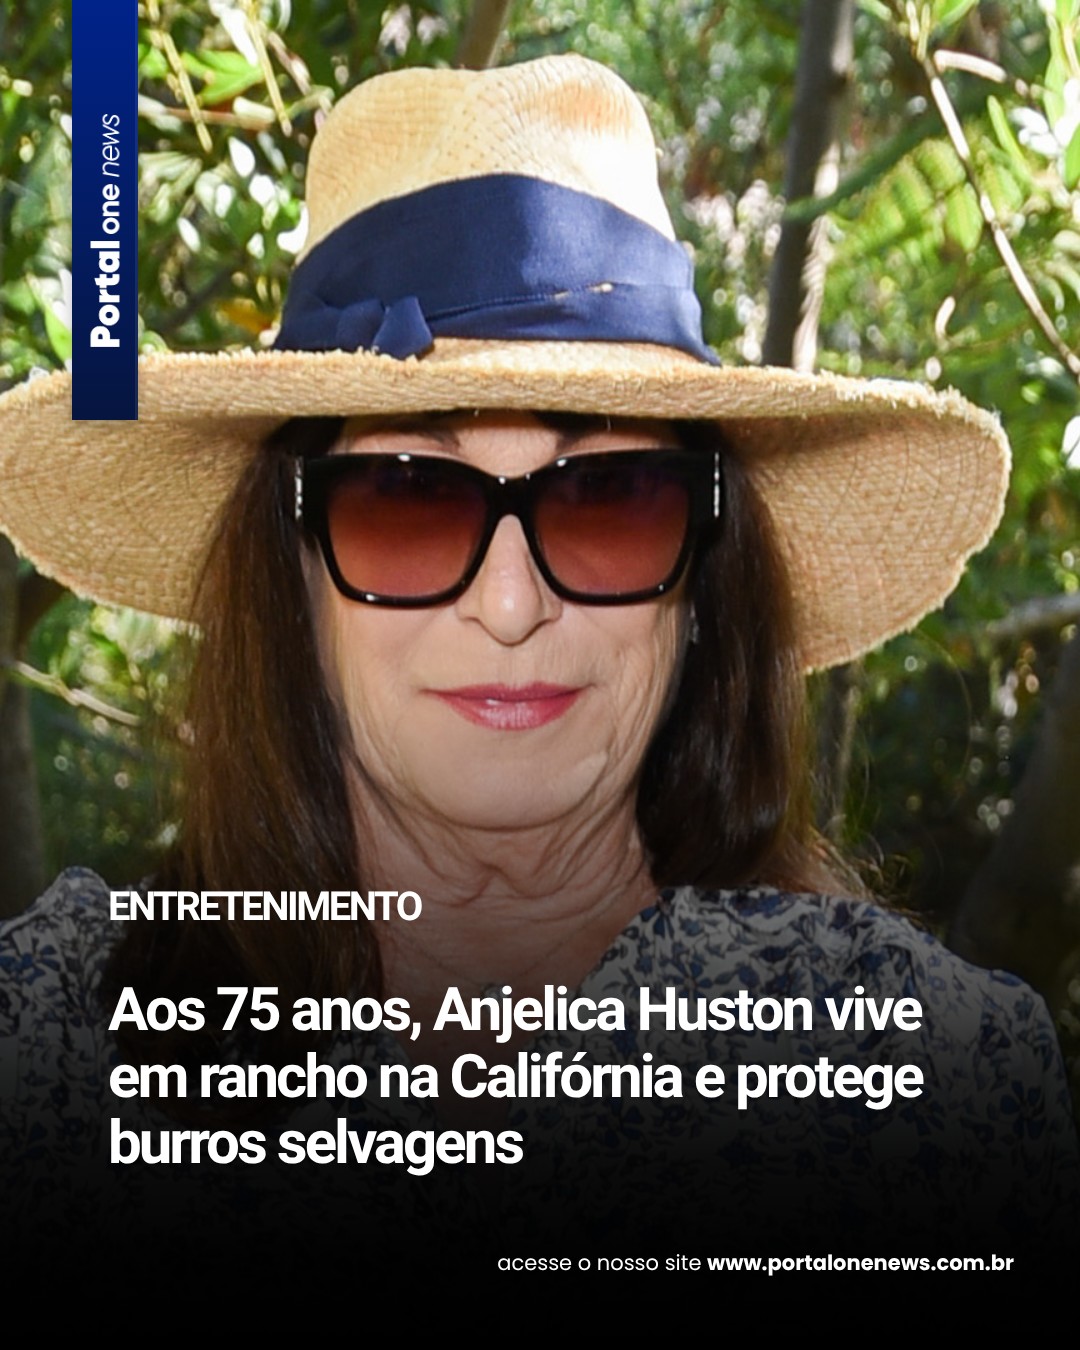 Portal one news
ENTRETENIMENTO
Aos 75 anos, Anjelica Huston vive
em rancho na Califórnia e protege
burros selvagens
acesse o nosso site www.portalonenews.com.br